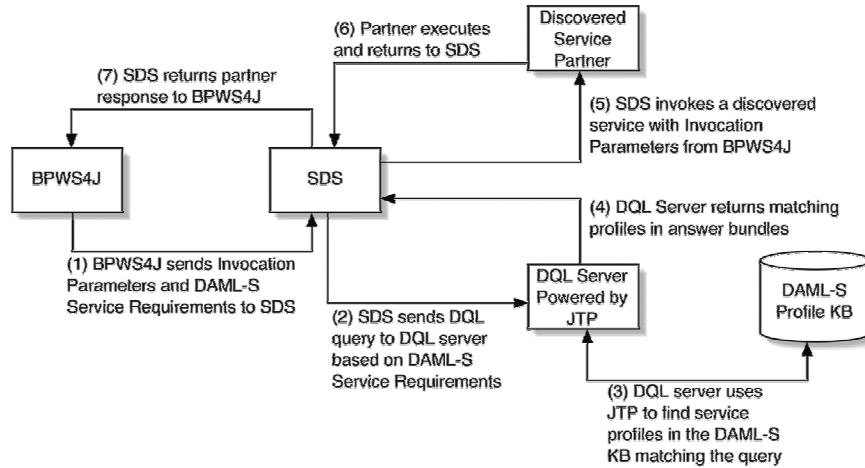 (6) Partner executes
and returns to SDS
Discovered
Service
Partner
(7) SDS returns partner
response to BPWS4J
(5) SDS invokes a discovered
service with Invocation
Parameters from BPWS4J
BPWS4J
SDS
(4) DQL Server returns matching
profiles in answer bundles
(1) BPWS4J sends Invocation
Parameters and DAML-S
Service Requirements to SDS
DQL Server
Powered by
JTP
DAML-S
Profile KB
(2) SDS sends DQL
query to DQL server
based on DAML-S
Service Requirements
(3) DQL server uses
JTP to find service
profiles in the DAML-S
KB matching the query